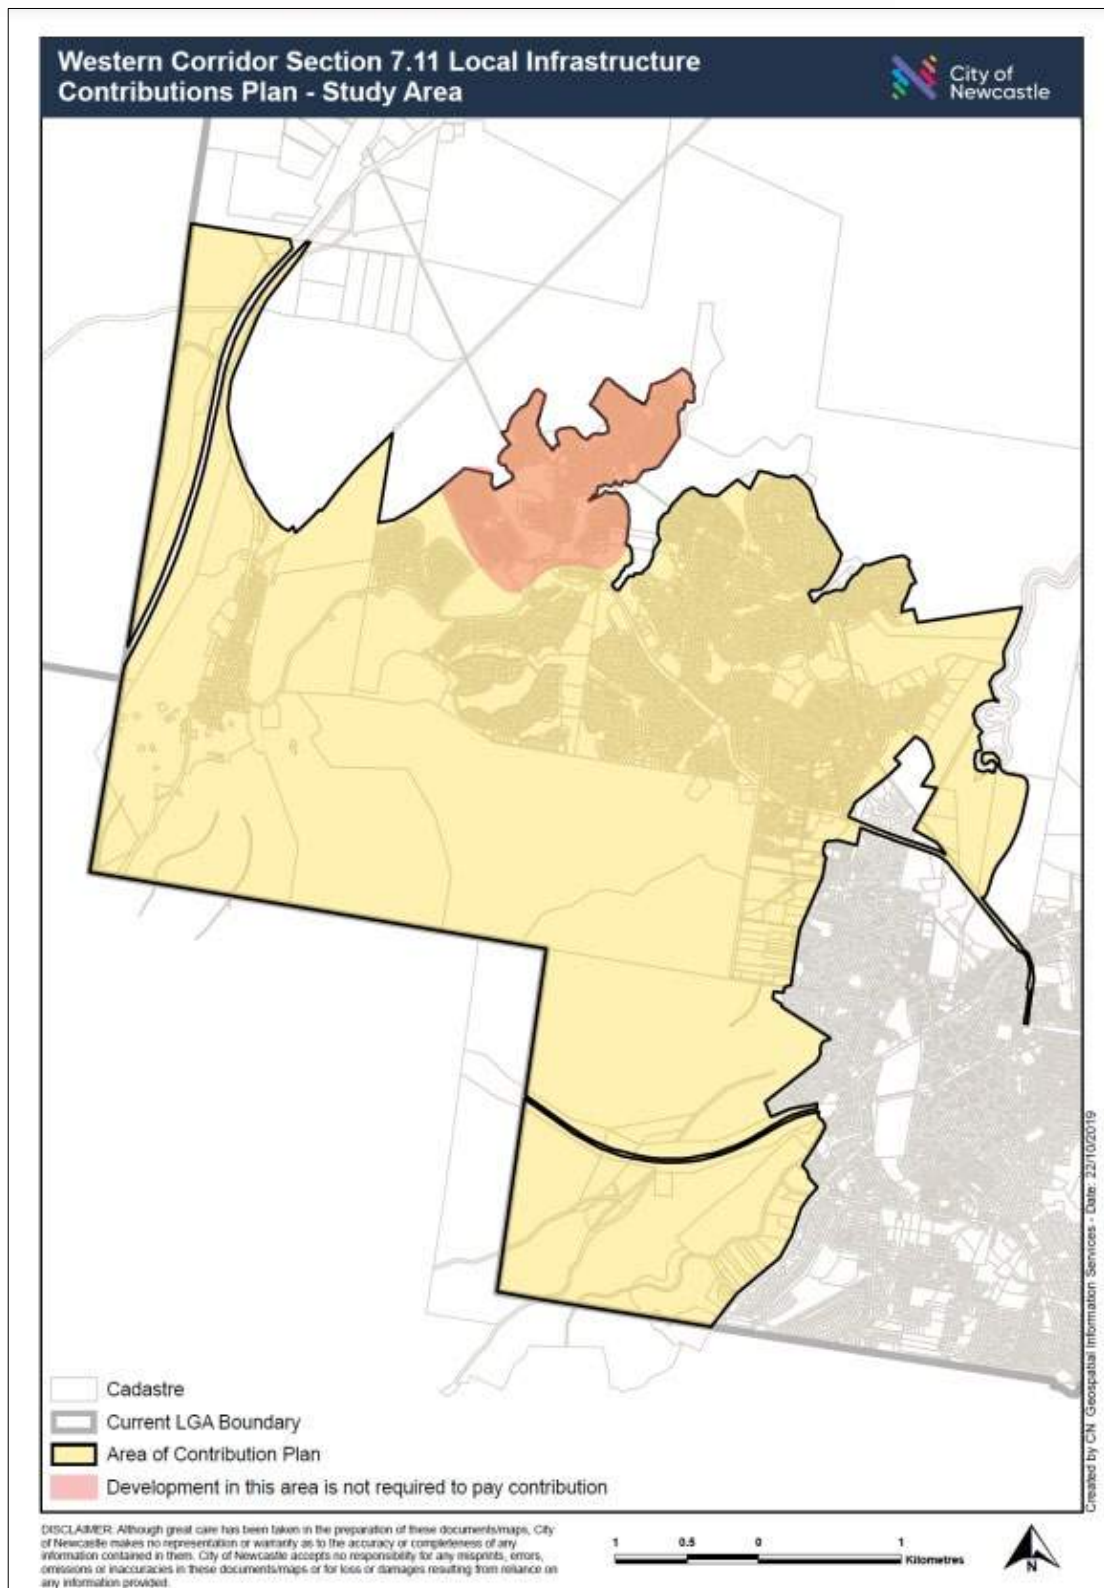 Western Corridor Section 7.11 Local Infrastructure
Contributions Plan - Study Area
City of
Newcastle
Cadastre
Current LGA Boundary
Area of Contribution Plan
Development in this area is not required to pay contribution
Created by CN Geospatial Information Services - Date: 22/10/2019
DISCLAIMER: Although great care has been taken in the preparation of these documents/maps, City
of Newcastle makes no representation or warranty as to the accuracy or completeness of any
information contained in them. City of Newcastle accepts no responsibility for any misprints, errors,
omissions or inaccuracies in these documents/maps or for loss or damages resulting from reliance on
any information provided.
1 0.5 0 1
Kilometres
N